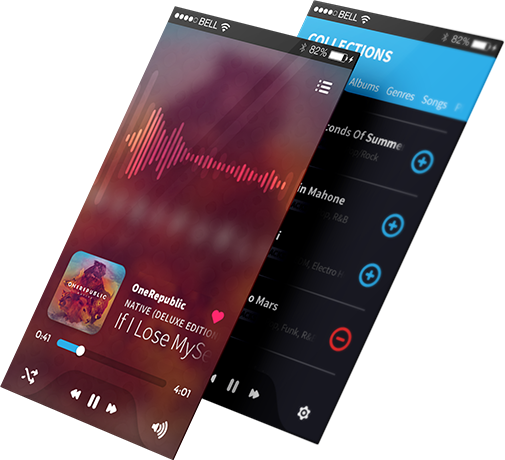 BELL
82%
ONEREPUBLIC
OneRepublic
NATIVE (DELUXE EDITION
If I Lose MySe
0:41
4:01
BELL
82%
COLLECTIONS
Albums Genres Songs
conds Of Summe
/Rock
in Mahone
, R&B
i
, Electro H
o Mars
, Funk, R&